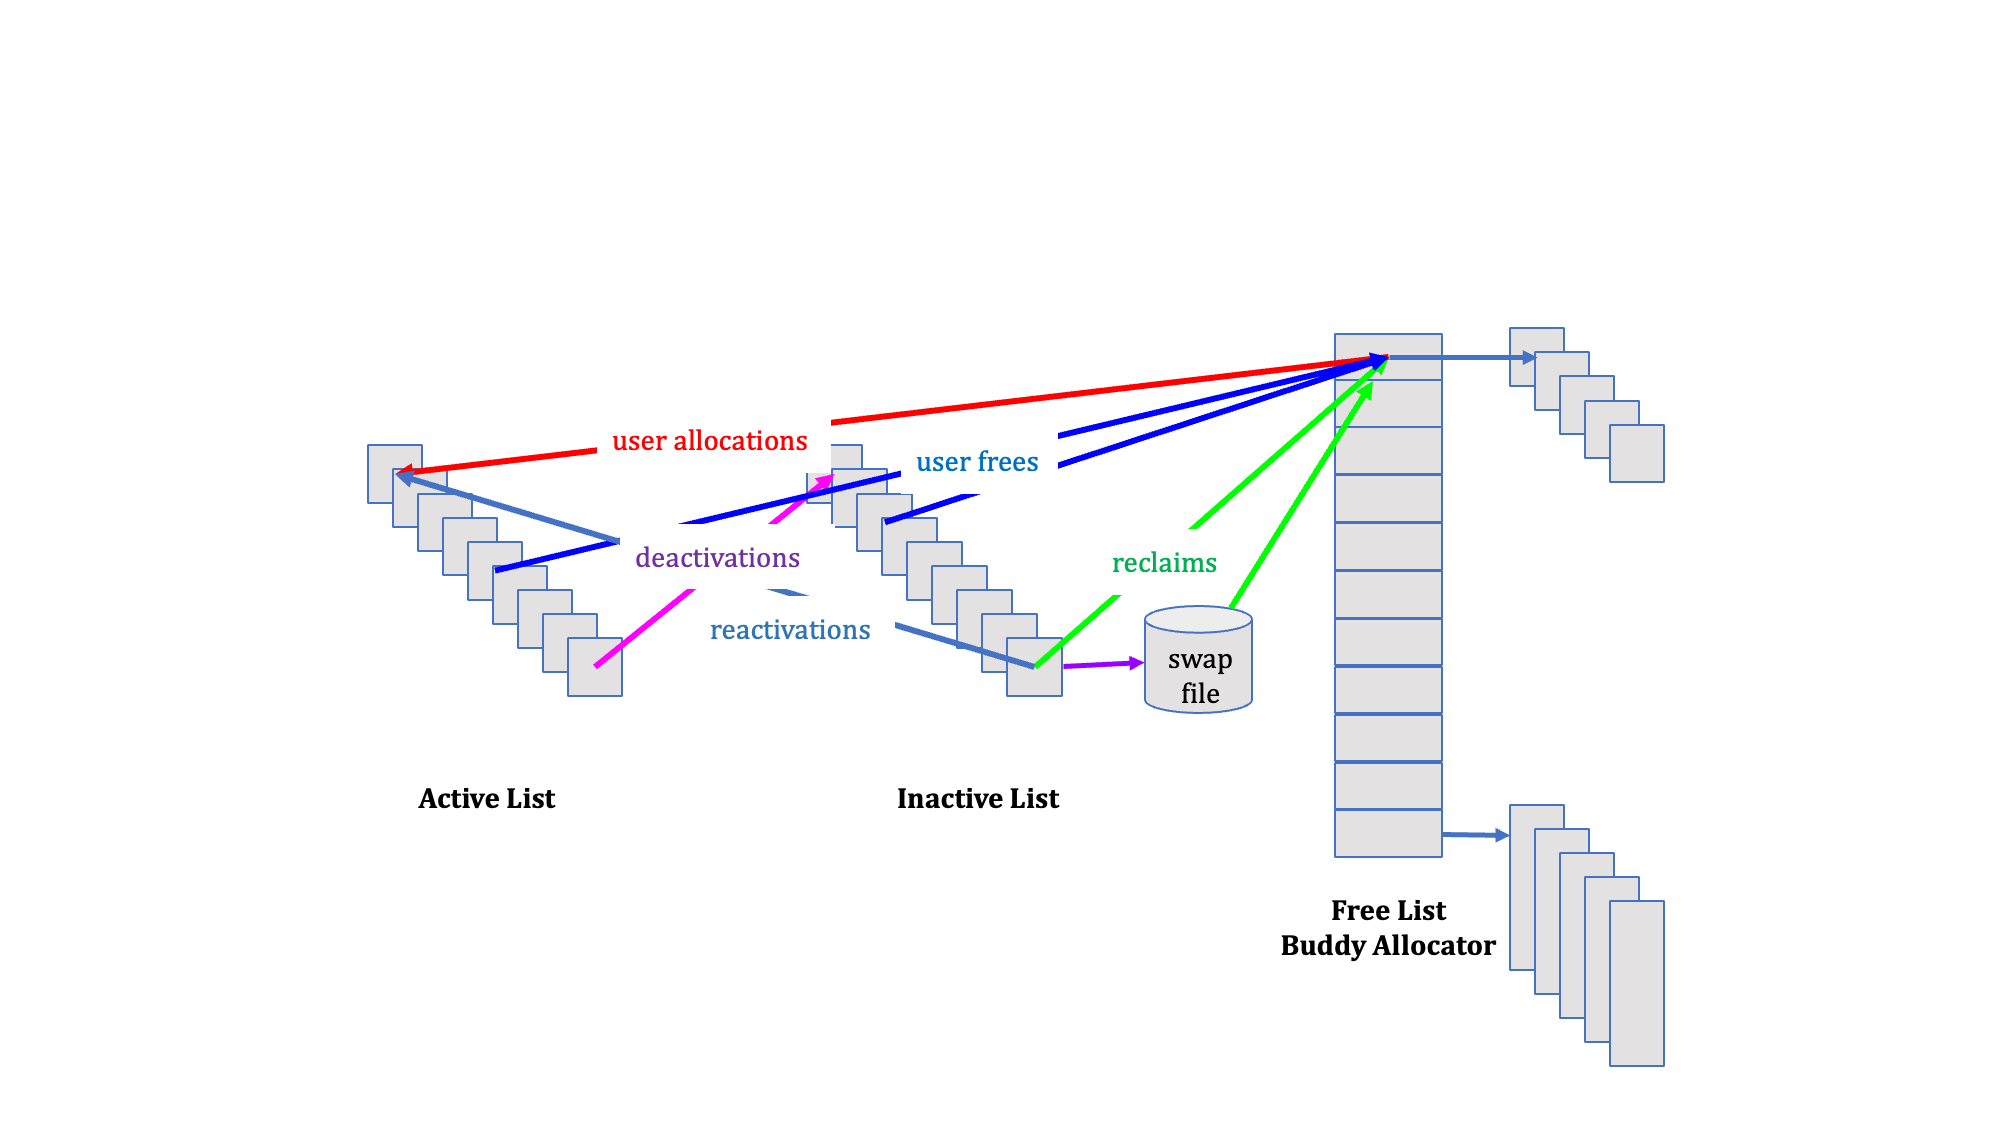 user allocations
user frees
deactivations
reclaims
reactivations
swap
file
Active List
Inactive List
Free List
Buddy Allocator